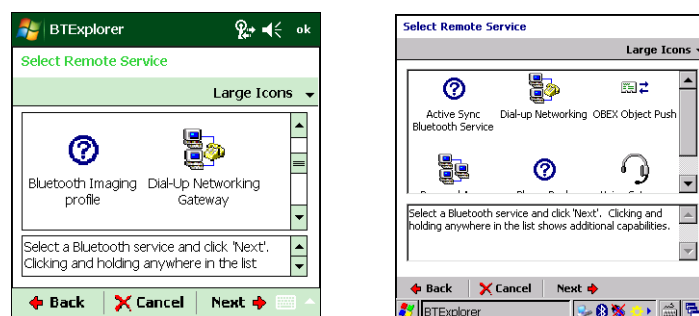 BTExplorer
ok
Select Remote Service
Large Icons
Bluetooth Imaging profile
Dial-Up Networking Gateway
Select a Bluetooth service and click 'Next'.
Clicking and holding anywhere in the list
Back
Cancel
Next
Select Remote Service
Large Icons
Active Sync Bluetooth Service
Dial-up Networking
OBEX Object Push
Select a Bluetooth service and click 'Next'. Clicking and
holding anywhere in the list shows additional capabilities.
Back
Cancel
Next
BTExplorer